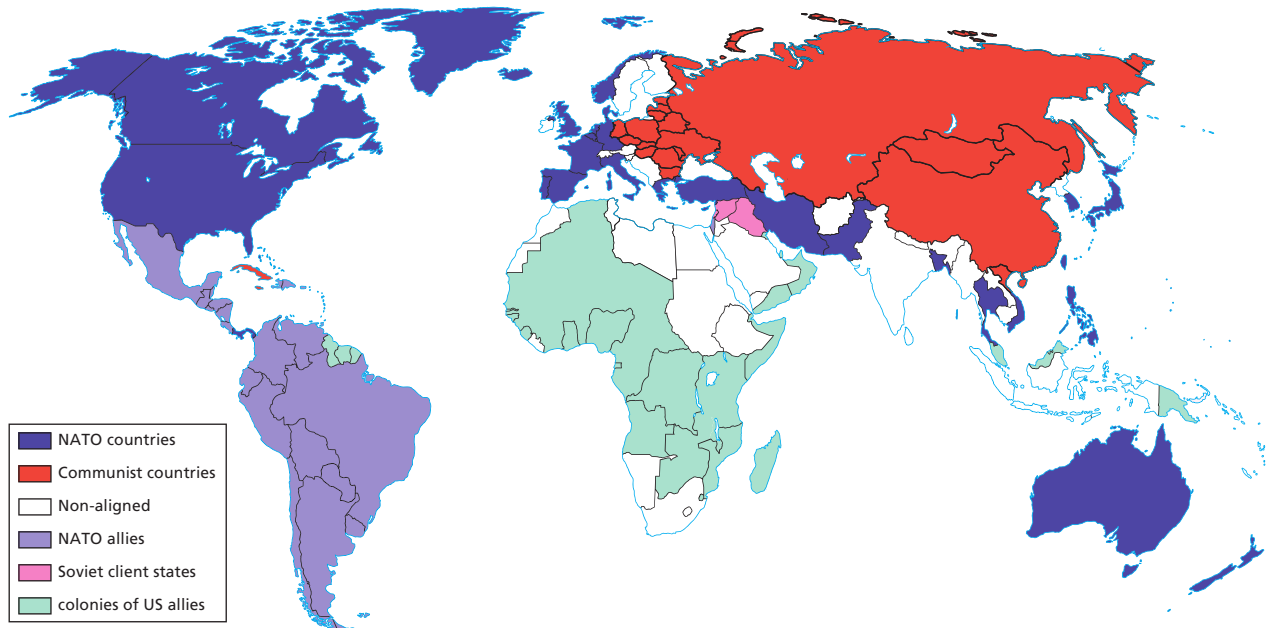 NATO countries
Communist countries
Non-aligned
NATO allies
Soviet client states
colonies of US allies